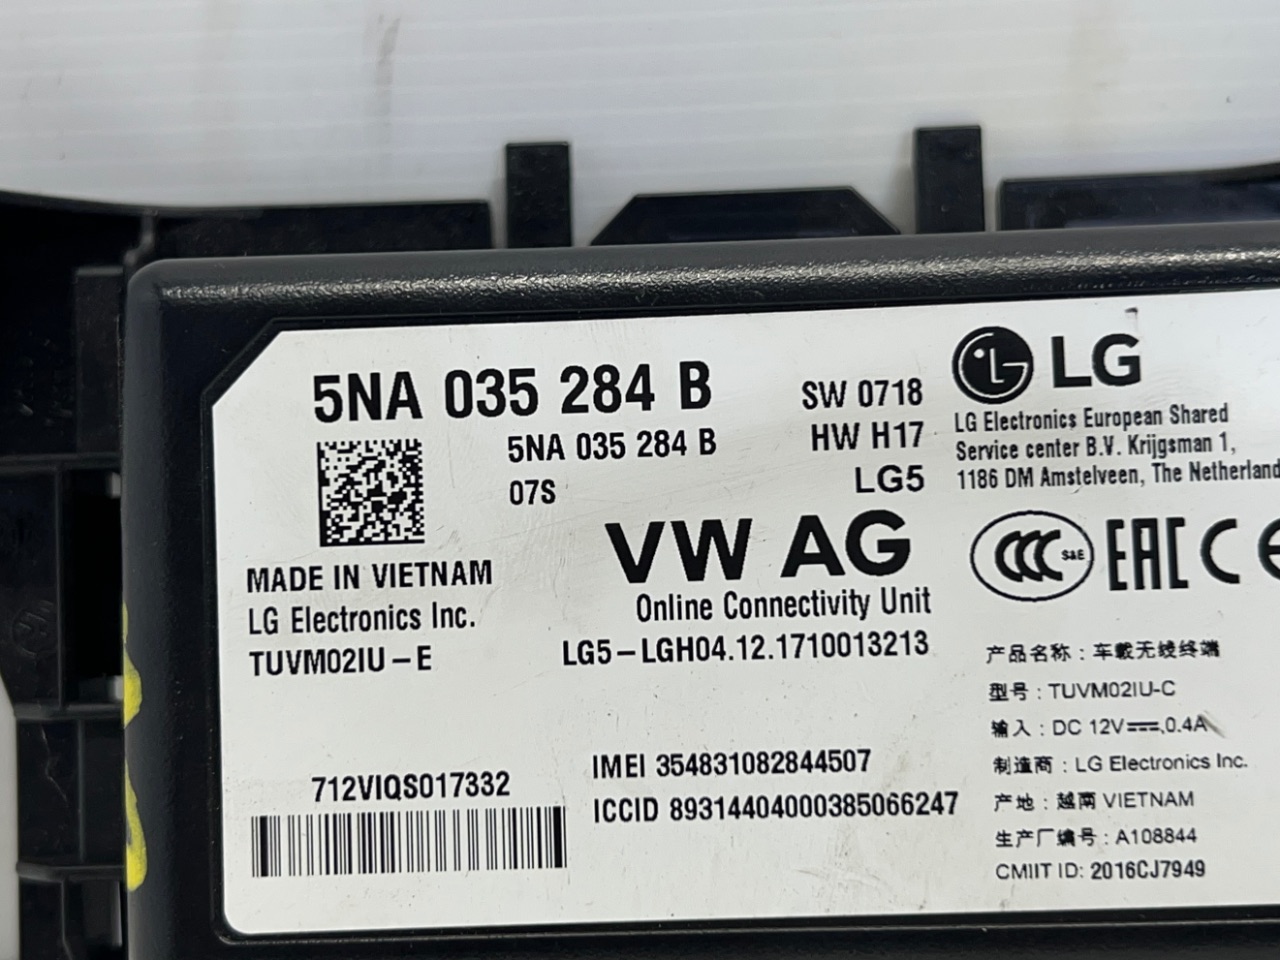 5NA 035 284 B
5NA 035 284 B
07S
SW 0718
HW H17
LG5
LG
LG Electronics European Shared
Service center B.V. Krijgsman 1,
1186 DM Amstelveen, The Netherland
MADE IN VIETNAM
LG Electronics Inc.
TUVM02IU-E
VW AG
Online Connectivity Unit
LG5-LGH04.12.1710013213
CCC S&E EAC CE
产品名称：车载无线终端
型号：TUVM02IU-C
输入：DC 12V⎓,0.4A
制造商：LG Electronics Inc.
产地：越南 VIETNAM
生产厂编号：A108844
CMIIT ID: 2016CJ7949
712VIQS017332
IMEI 354831082844507
ICCID 89314404000385066247